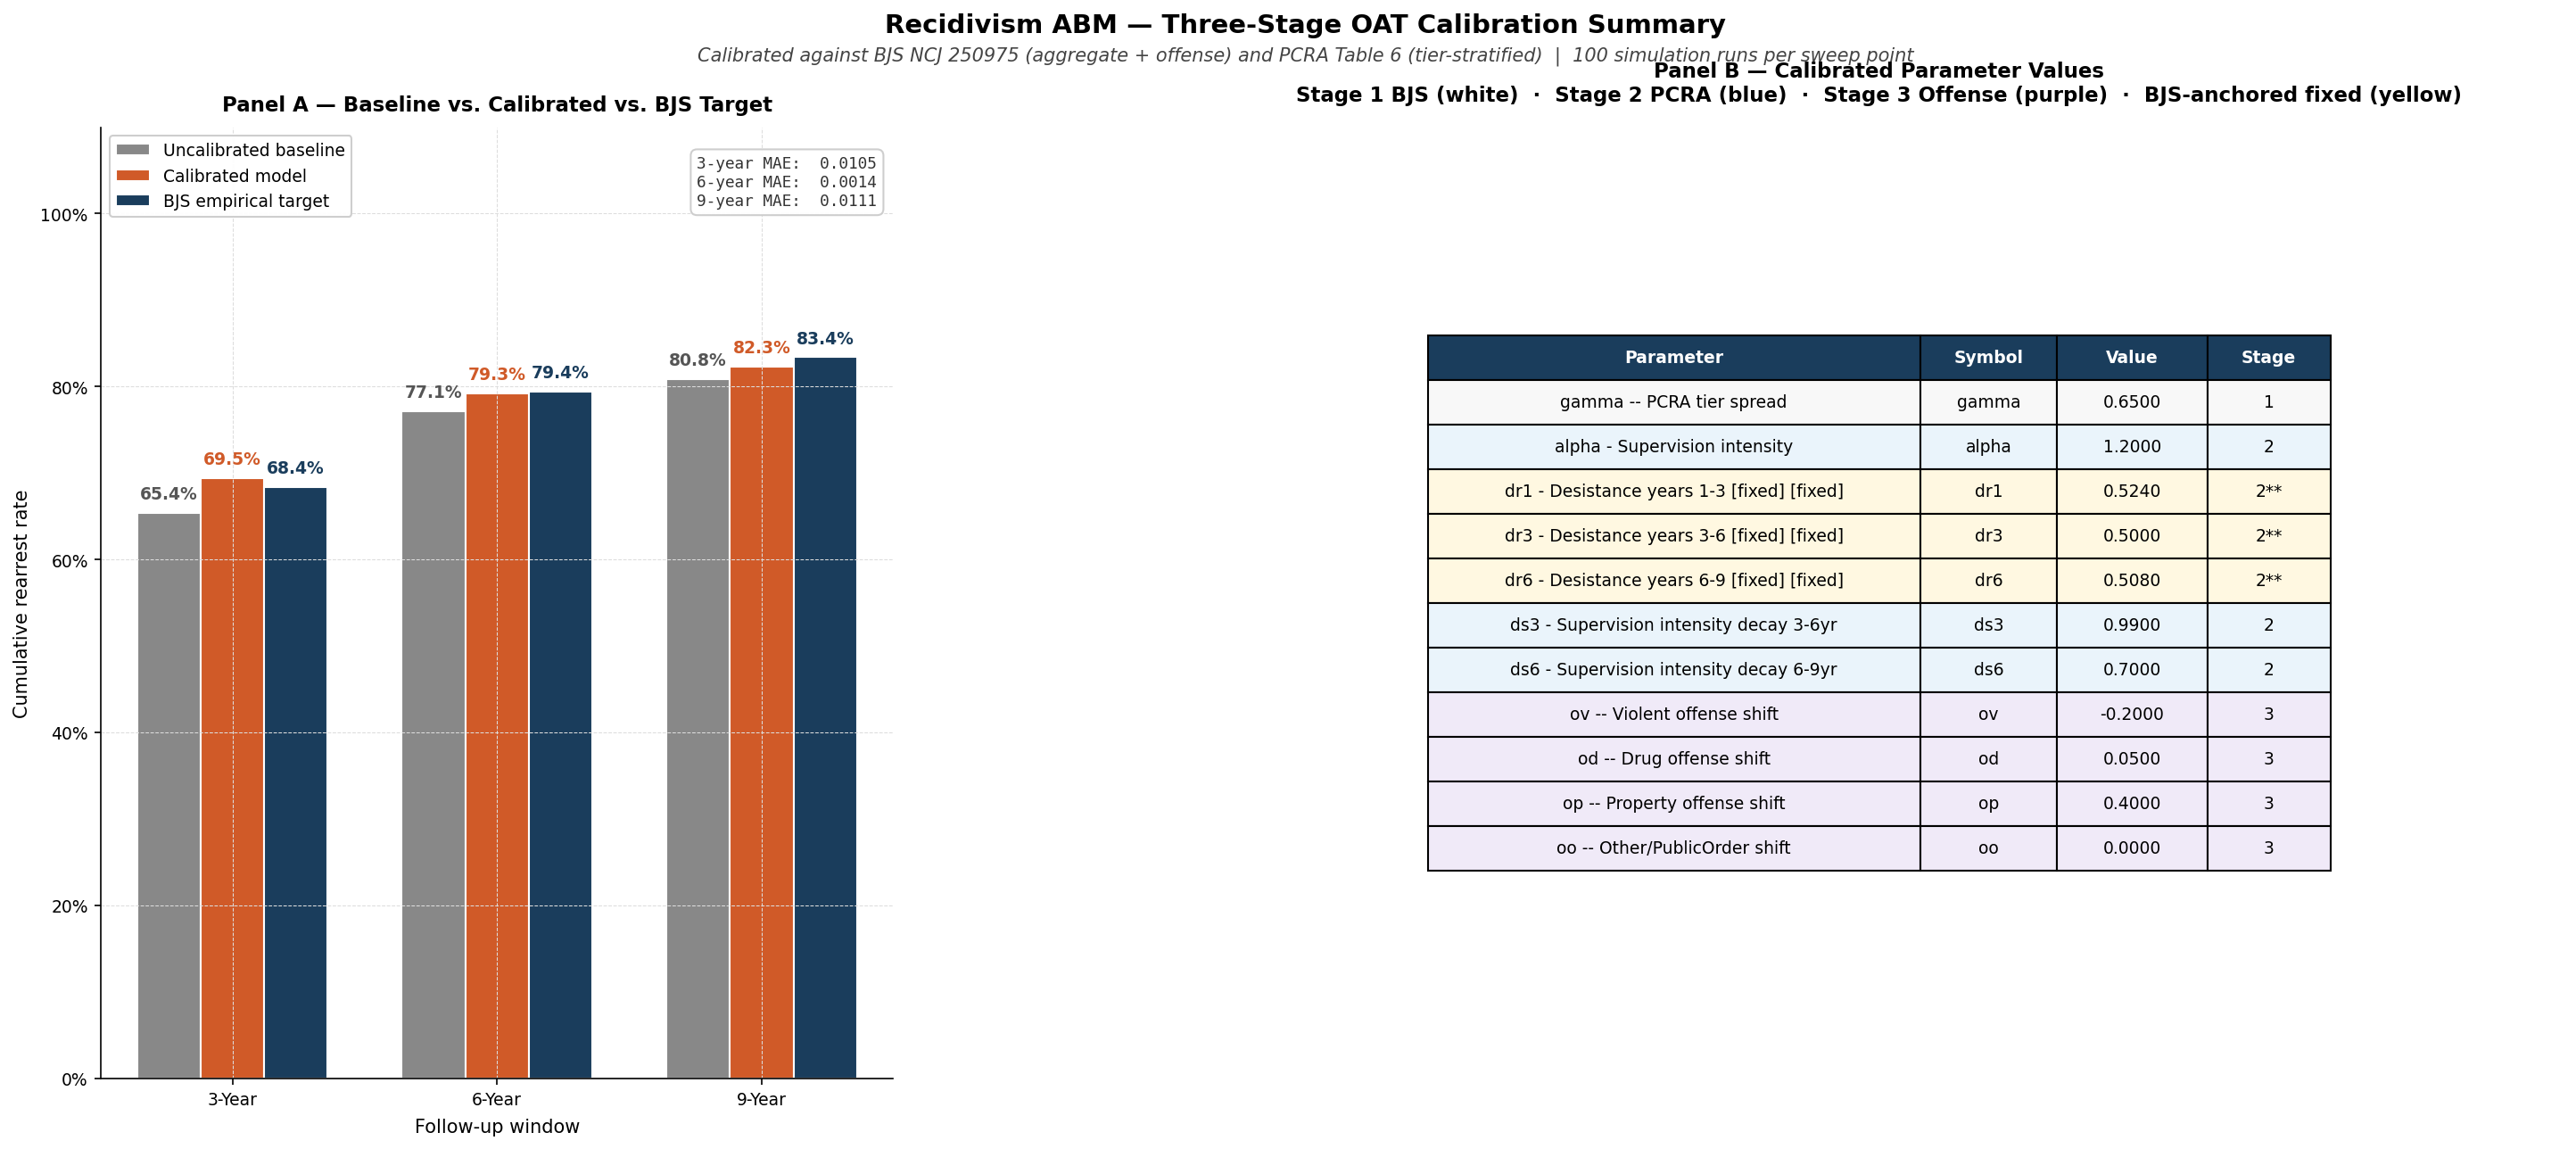 Recidivism ABM — Three-Stage OAT Calibration Summary
Calibrated against BJS NCJ 250975 (aggregate + offense) and PCRA Table 6 (tier-stratified) | 100 simulation runs per sweep point
Panel A — Baseline vs. Calibrated vs. BJS Target
Uncalibrated baseline
Calibrated model
BJS empirical target
3-year MAE: 0.0105
6-year MAE: 0.0014
9-year MAE: 0.0111
Cumulative rearrest rate
100%
80%
60%
40%
20%
0%
65.4%
69.5%
68.4%
77.1%
79.3%
79.4%
80.8%
82.3%
83.4%
3-Year
6-Year
9-Year
Follow-up window
Panel B — Calibrated Parameter Values
Stage 1 BJS (white) · Stage 2 PCRA (blue) · Stage 3 Offense (purple) · BJS-anchored fixed (yellow)
Parameter Symbol Value Stage
gamma -- PCRA tier spread gamma 0.6500 1
alpha - Supervision intensity alpha 1.2000 2
dr1 - Desistance years 1-3 [fixed] [fixed] dr1 0.5240 2**
dr3 - Desistance years 3-6 [fixed] [fixed] dr3 0.5000 2**
dr6 - Desistance years 6-9 [fixed] [fixed] dr6 0.5080 2**
ds3 - Supervision intensity decay 3-6yr ds3 0.9900 2
ds6 - Supervision intensity decay 6-9yr ds6 0.7000 2
ov -- Violent offense shift ov -0.2000 3
od -- Drug offense shift od 0.0500 3
op -- Property offense shift op 0.4000 3
oo -- Other/PublicOrder shift oo 0.0000 3